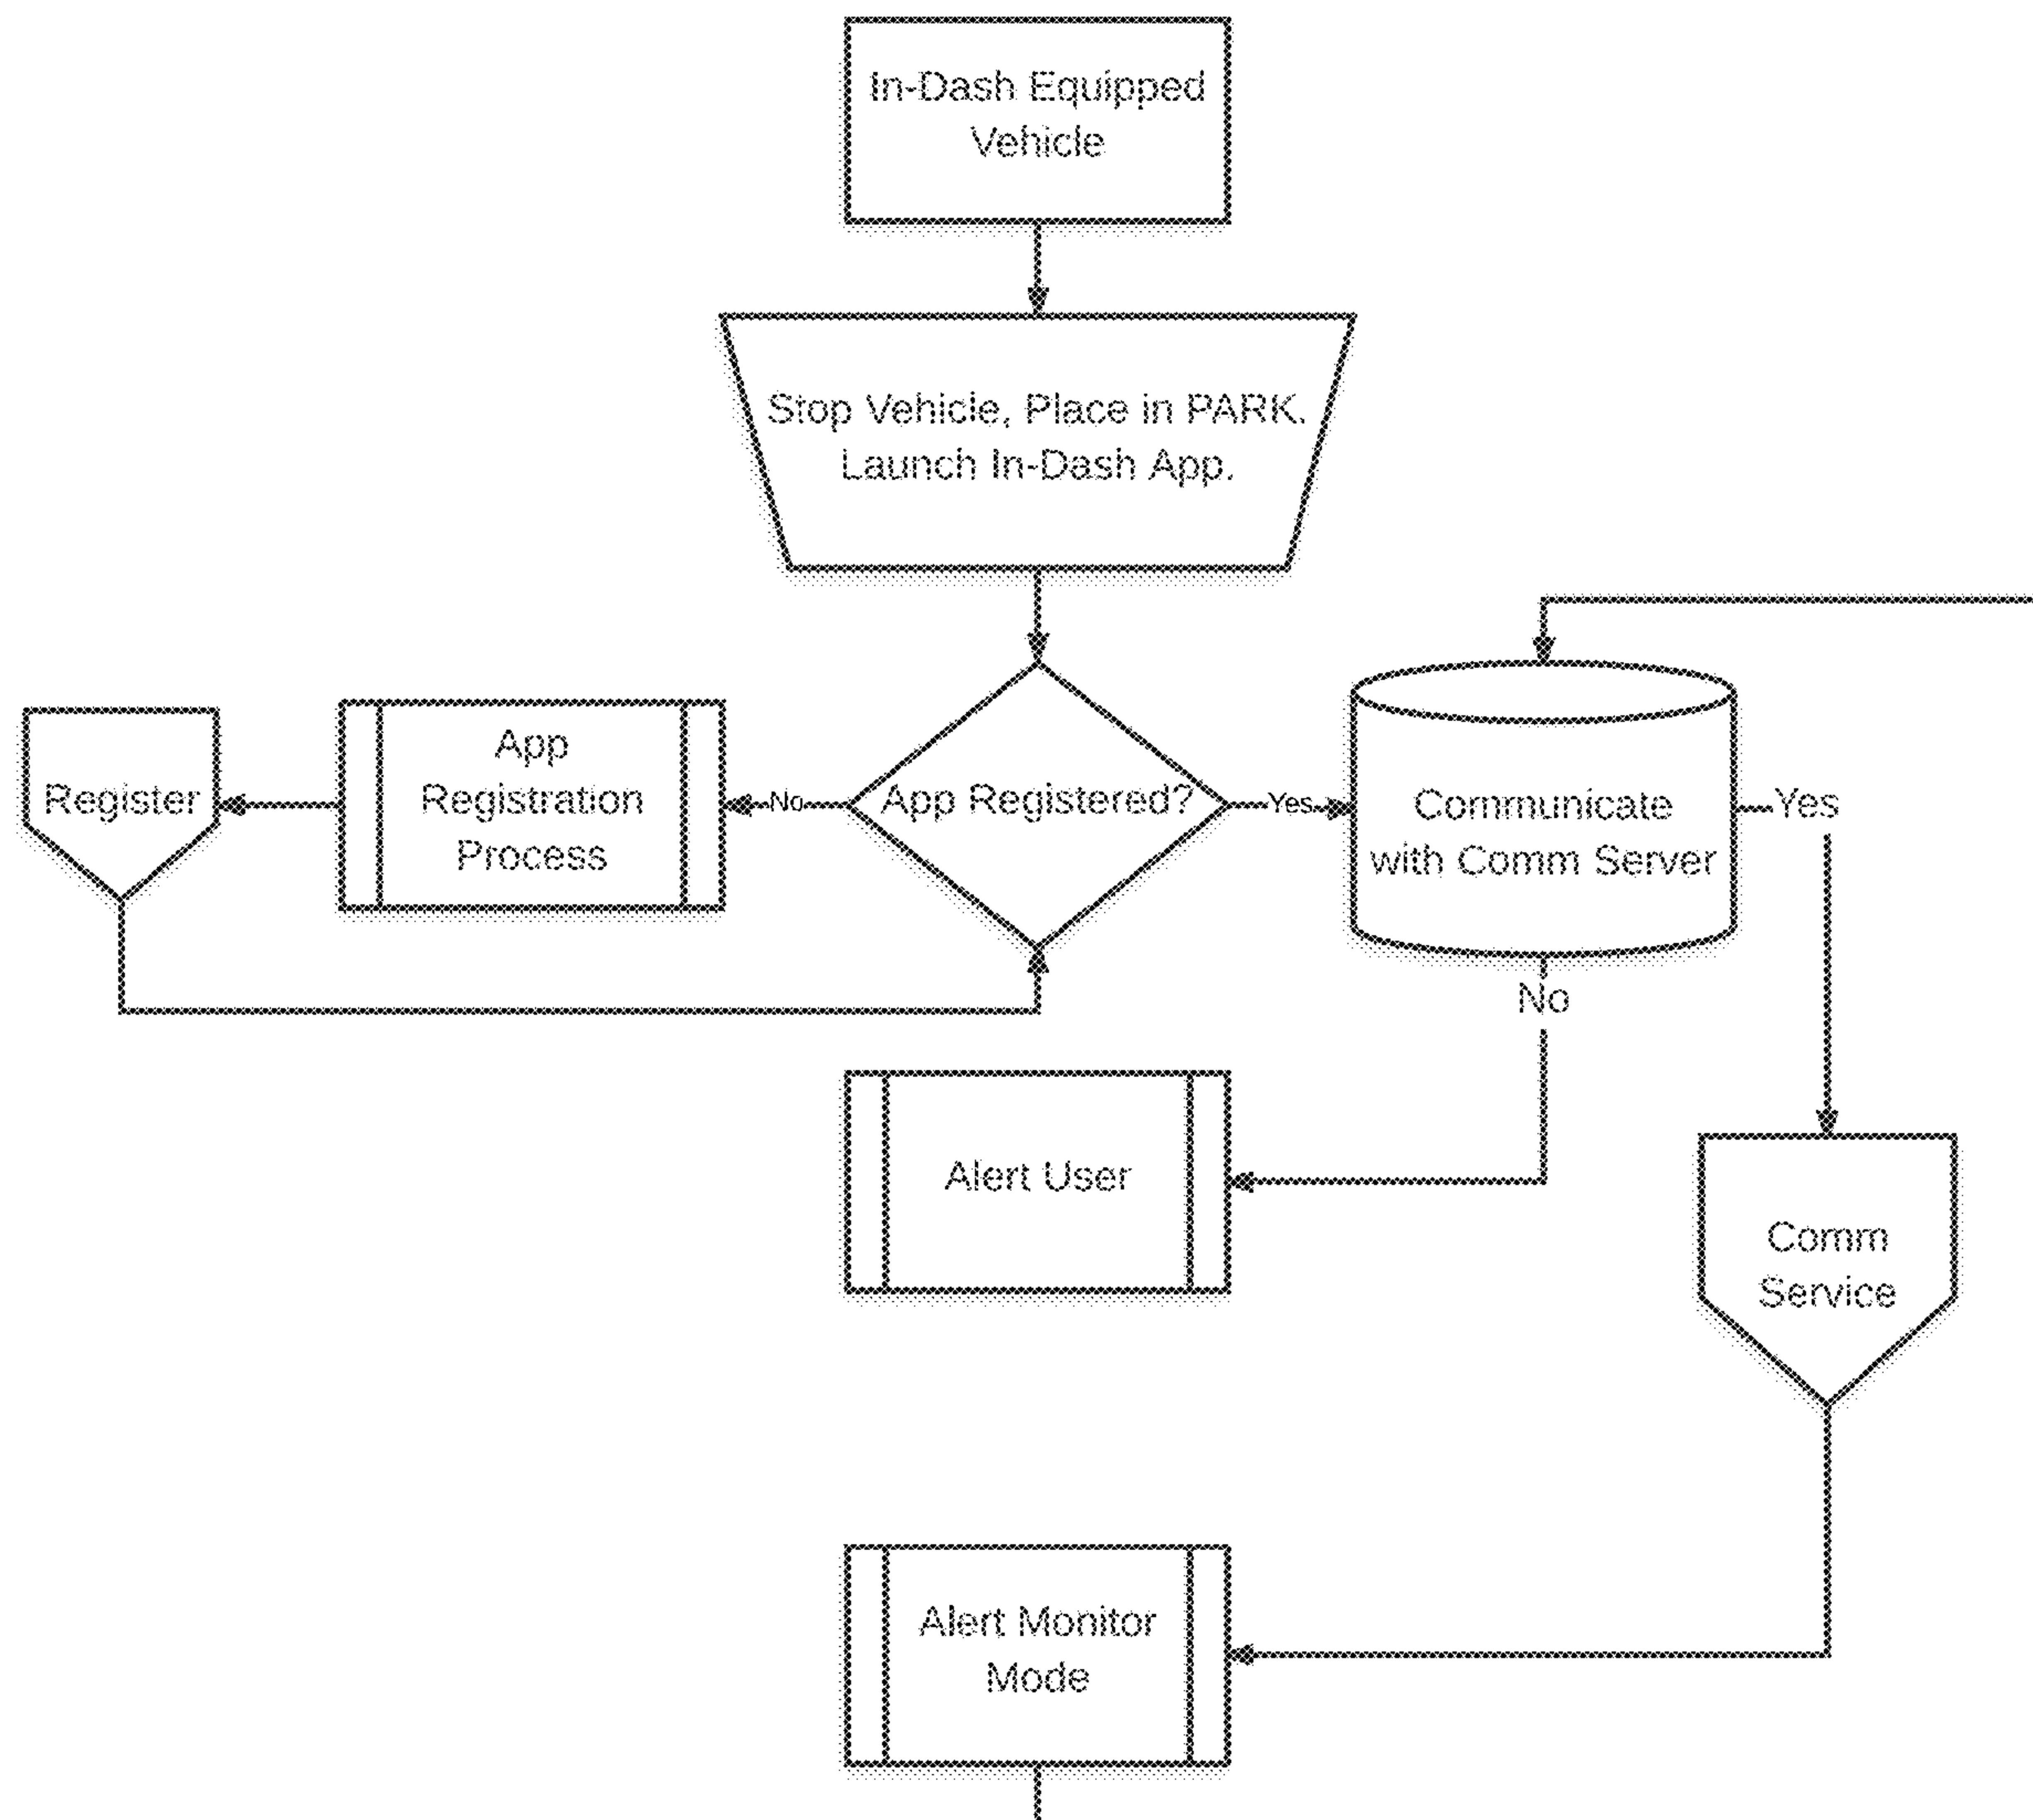 In-Dash Equipped
Vehicle
Stop Vehicle, Place in PARK.
Launch In-Dash App.
Register
App
Registration
Process
No
App Registered?
Yes
Communicate
with Comm Server
Yes
No
Alert User
Comm
Service
Alert Monitor
Mode